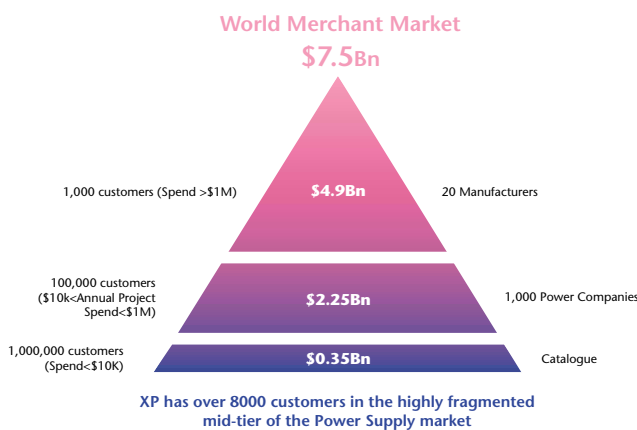 World Merchant Market
$7.5Bn
1,000 customers (Spend >$1M)
$4.9Bn
20 Manufacturers
100,000 customers
($10k<Annual Project
Spend<$1M)
$2.25Bn
1,000 Power Companies
1,000,000 customers
(Spend<$10K)
$0.35Bn
Catalogue
XP has over 8000 customers in the highly fragmented
mid-tier of the Power Supply market